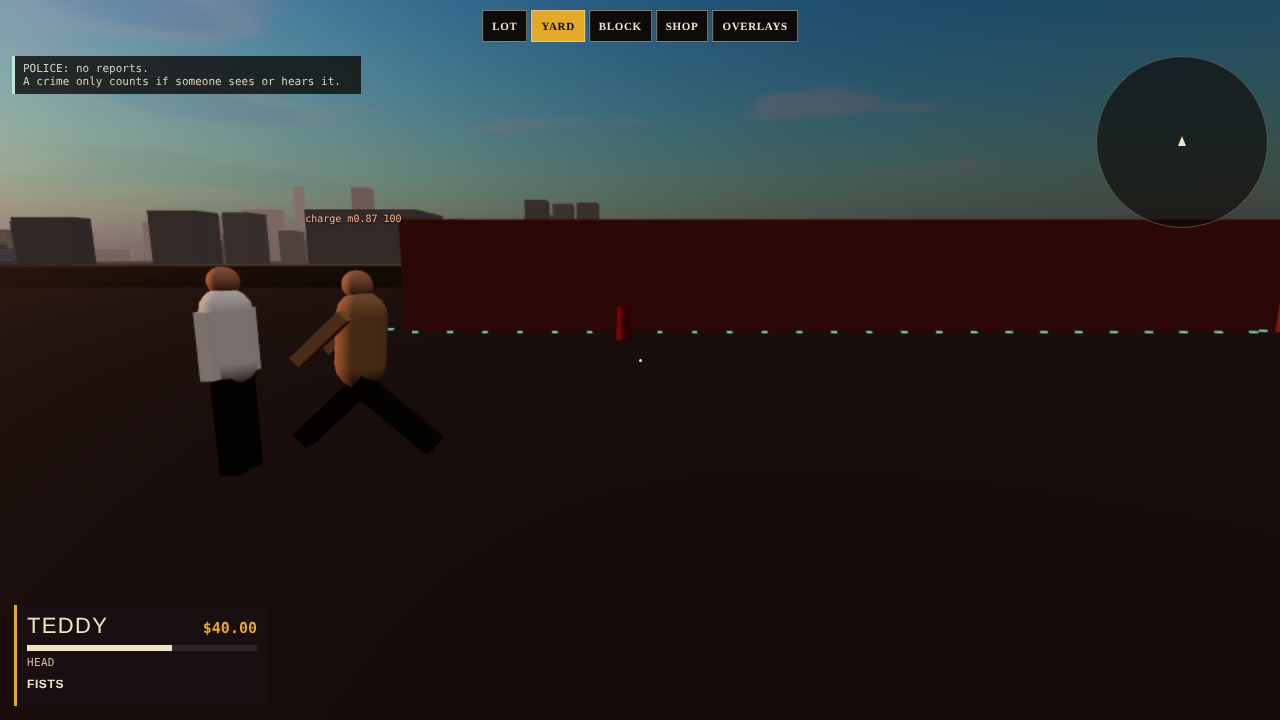 LOT YARD BLOCK SHOP OVERLAYS
POLICE: no reports.
A crime only counts if someone sees or hears it.
charge m0.87 100
TEDDY $40.00
HEAD
FISTS